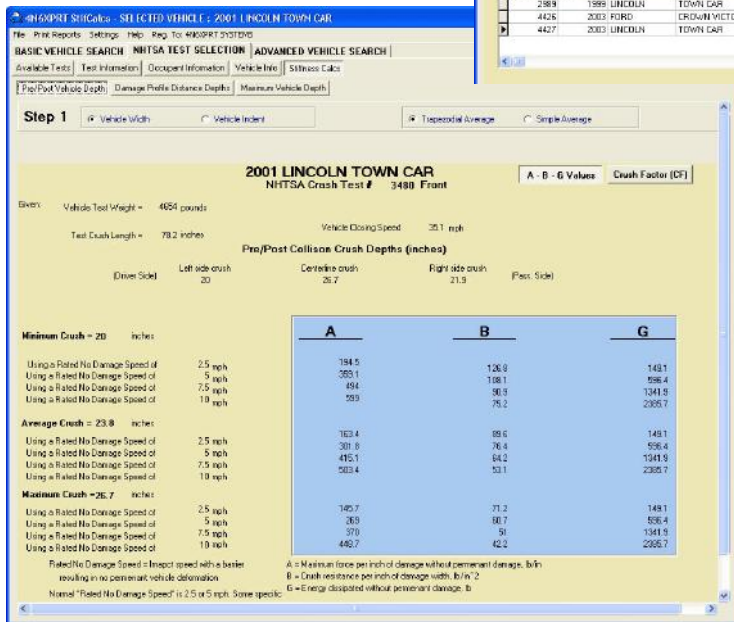 4N6XPRT StifCalcs - SELECTED VEHICLE : 2001 LINCOLN TOWN CAR
File Print Reports Settings Help Reg. To: 4N6XPRT SYSTEMS
2989 1999 LINCOLN TOWN CAR
4426 2003 FORD CROWN VICTO
4427 2003 LINCOLN TOWN CAR
BASIC VEHICLE SEARCH NHTSA TEST SELECTION ADVANCED VEHICLE SEARCH
Available Tests Test Information Occupant Information Vehicle Info Stiffness Calcs
Pre/Post Vehicle Depth Damage Profile Distance Depths Maximum Vehicle Depth
Step 1 Vehicle Width Vehicle Indent Trapezodial Average Simple Average
2001 LINCOLN TOWN CAR
NHTSA Crash Test # 3480 Front
A - B - G Values Crush Factor (CF)
Given: Vehicle Test Weight = 4654 pounds
Vehicle Closing Speed 35.1 mph
Test Crush Length = 78.2 inches
Pre/Post Collison Crush Depths (inches)
(Driver Side) Left side crush Centerline crush Right side crush (Pass. Side)
20 26.7 21.9
A B G
Minimum Crush = 20 inches
Using a Rated No Damage Speed of 2.5 mph 194.5 126.8 149.1
Using a Rated No Damage Speed of 5 mph 359.1 108.1 596.4
Using a Rated No Damage Speed of 7.5 mph 494 90.9 1341.9
Using a Rated No Damage Speed of 10 mph 599 75.2 2385.7
Average Crush = 23.8 inches
Using a Rated No Damage Speed of 2.5 mph 163.4 89.6 149.1
Using a Rated No Damage Speed of 5 mph 301.8 76.4 596.4
Using a Rated No Damage Speed of 7.5 mph 415.1 64.2 1341.9
Using a Rated No Damage Speed of 10 mph 503.4 53.1 2385.7
Maximum Crush =26.7 inches
Using a Rated No Damage Speed of 2.5 mph 145.7 71.2 149.1
Using a Rated No Damage Speed of 5 mph 269 60.7 596.4
Using a Rated No Damage Speed of 7.5 mph 370 51 1341.9
Using a Rated No Damage Speed of 10 mph 448.7 42.2 2385.7
Rated No Damage Speed = Imapct speed with a barier
resulting in no permenant vehicle deformation
Normal "Rated No Damage Speed" is 2.5 or 5 mph. Some specific
A = Maximum force per inch of damage without permenant damage, lb/in
B = Crush resistance per inch of damage width, lb/in^2
G = Energy dissipated without permenant damage, lb